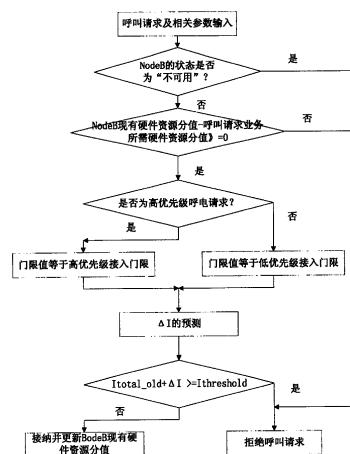 呼叫请求及相关参数输入
NodeB的状态是否
为“不可用”？
是
否
NodeB现有硬件资源分值-呼叫请求业务
所需硬件资源分值》=0
否
是
是否为高优先级呼电请求？
是
否
门限值等于高优先级接入门限
门限值等于低优先级接入门限
ΔI的预测
Itotal_old+ΔI >=Ithreshold
否
是
接纳并更新BodeB现有硬
件资源分值
拒绝呼叫请求